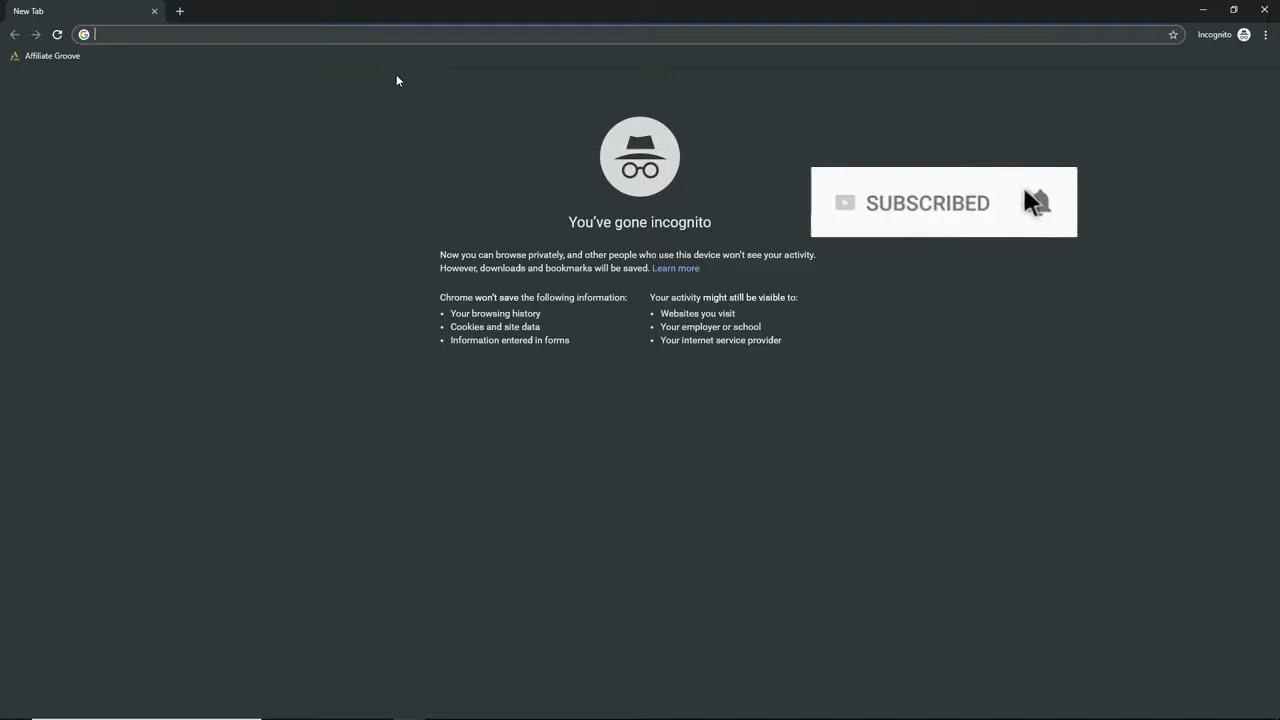 New Tab
Incognito
Affiliate Groove
SUBSCRIBED
You've gone incognito
Now you can browse privately, and other people who use this device won't see your activity.
However, downloads and bookmarks will be saved. Learn more
Chrome won't save the following information:
Your browsing history
Cookies and site data
Information entered in forms
Your activity might still be visible to:
Websites you visit
Your employer or school
Your internet service provider